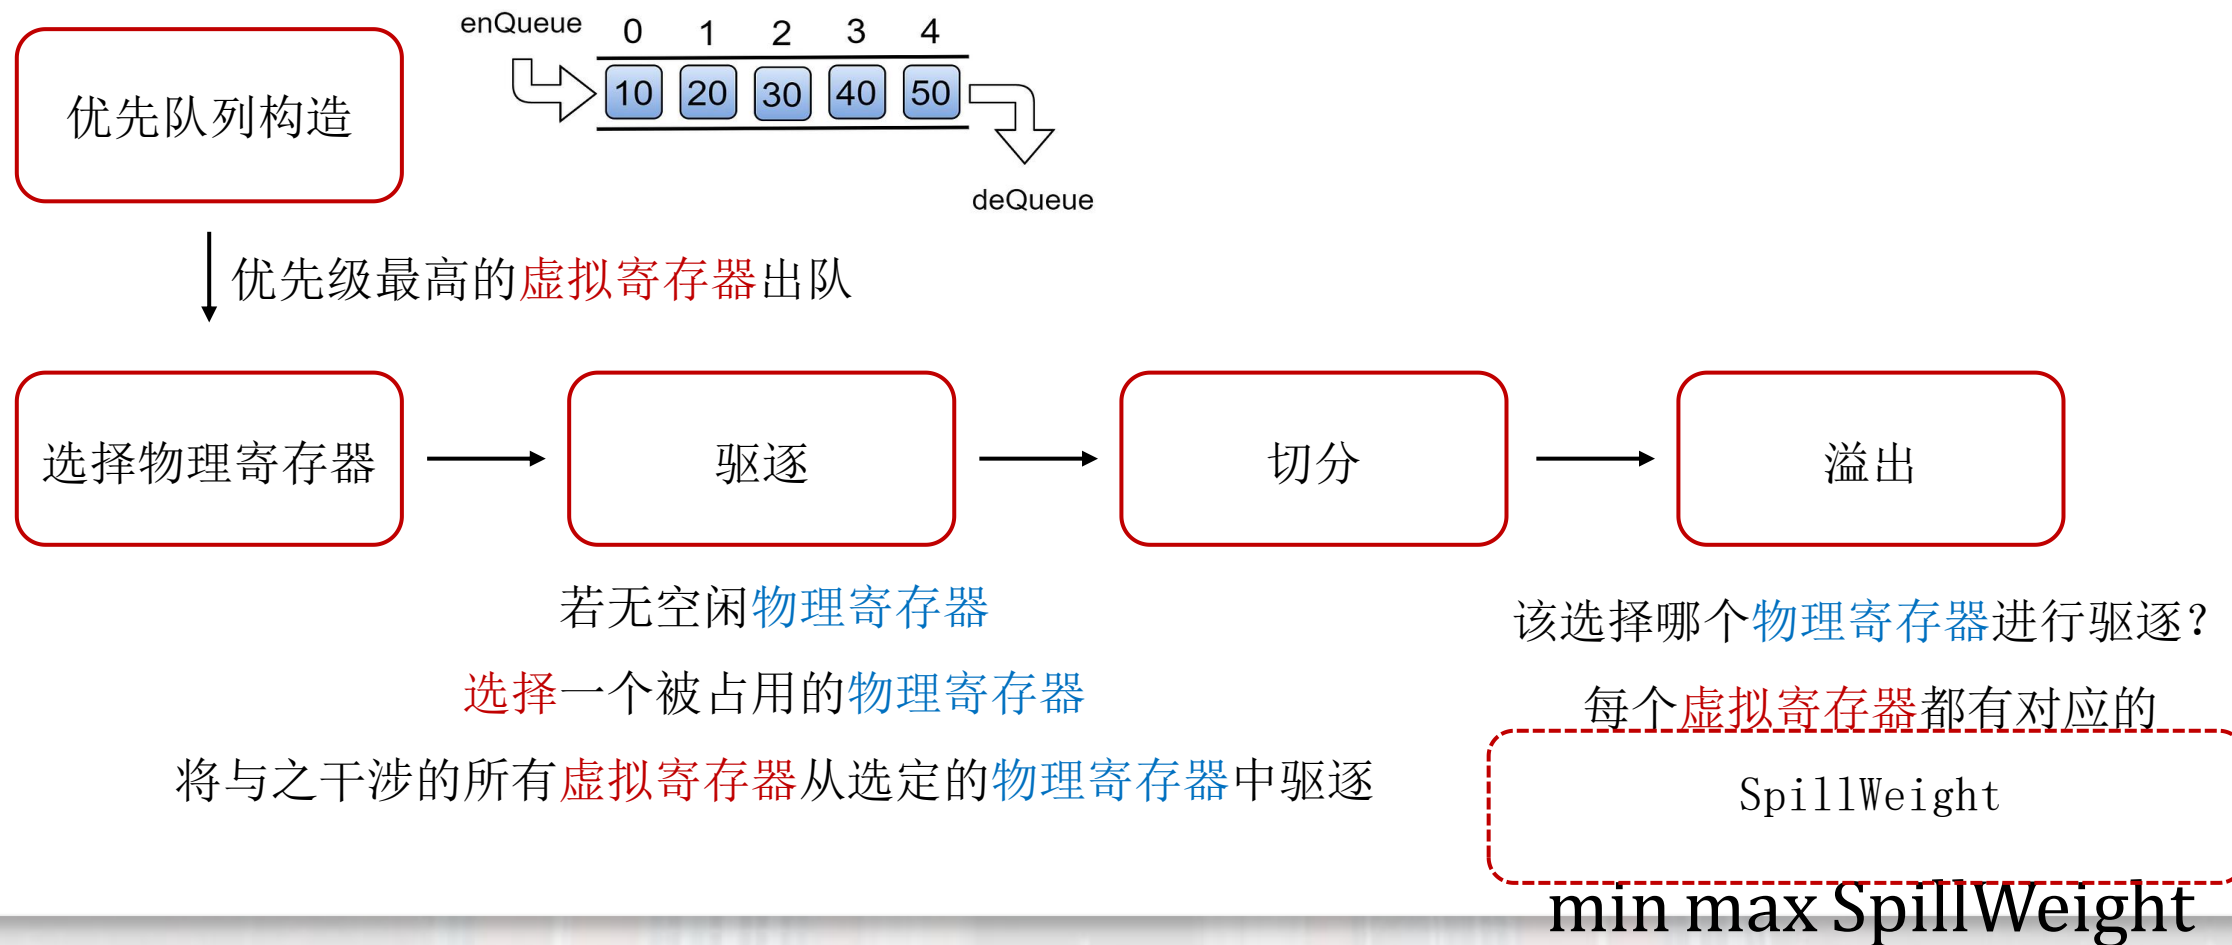 enQueue
0 1 2 3 4
优先队列构造
10 20 30 40 50
deQueue
优先级最高的虚拟寄存器出队
选择物理寄存器
驱逐
切分
溢出
若无空闲物理寄存器
选择一个被占用的物理寄存器
将与之干涉的所有虚拟寄存器从选定的物理寄存器中驱逐
该选择哪个物理寄存器进行驱逐?
每个虚拟寄存器都有对应的
SpillWeight
min max SpillWeight